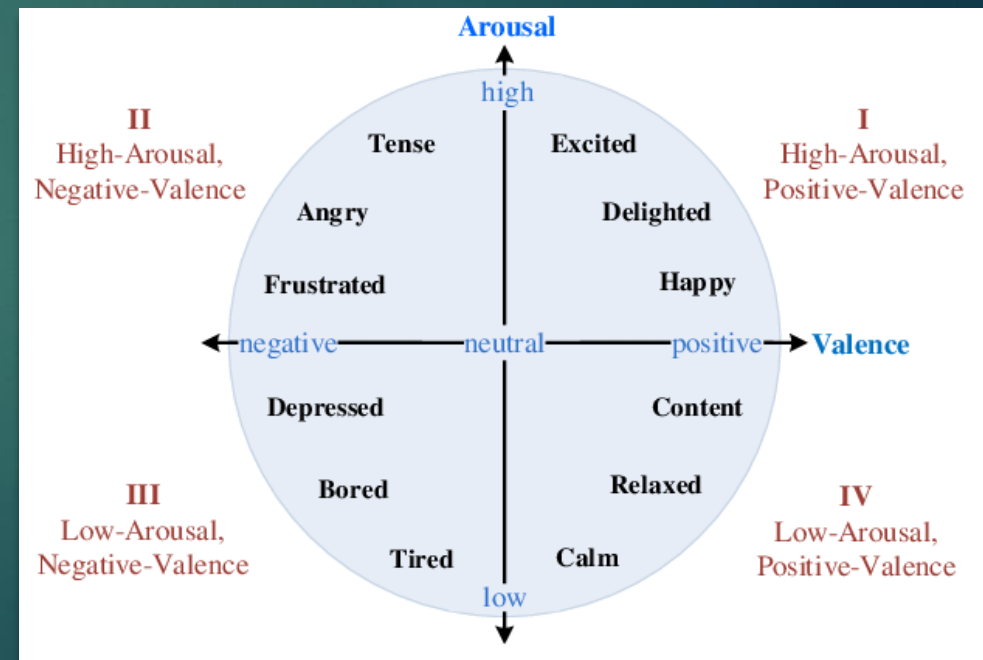 Arousal
high
II
High-Arousal,
Negative-Valence
I
High-Arousal,
Positive-Valence
Tense
Excited
Angry
Delighted
Frustrated
Happy
negative
neutral
positive
Valence
Depressed
Content
Bored
Relaxed
III
Low-Arousal,
Negative-Valence
IV
Low-Arousal,
Positive-Valence
Tired
Calm
low